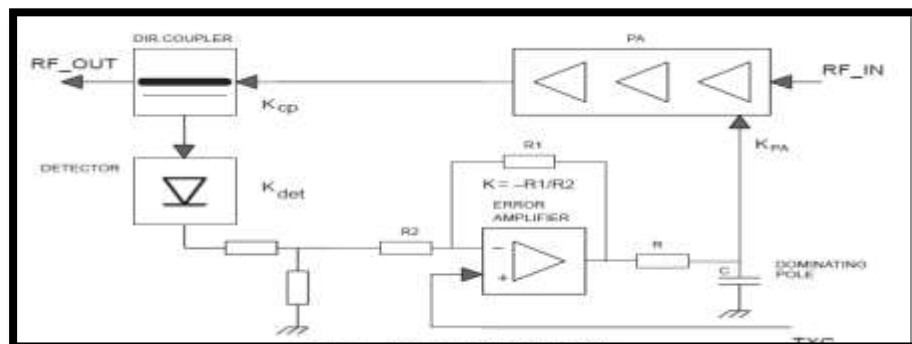 DIR.COUPLER
PA
RF_OUT
RF_IN
Kcp
KPA
DETECTOR
Kdet
R1
K = -R1/R2
ERROR
AMPLIFIER
R2
R
−
+
C
DOMINATING
POLE